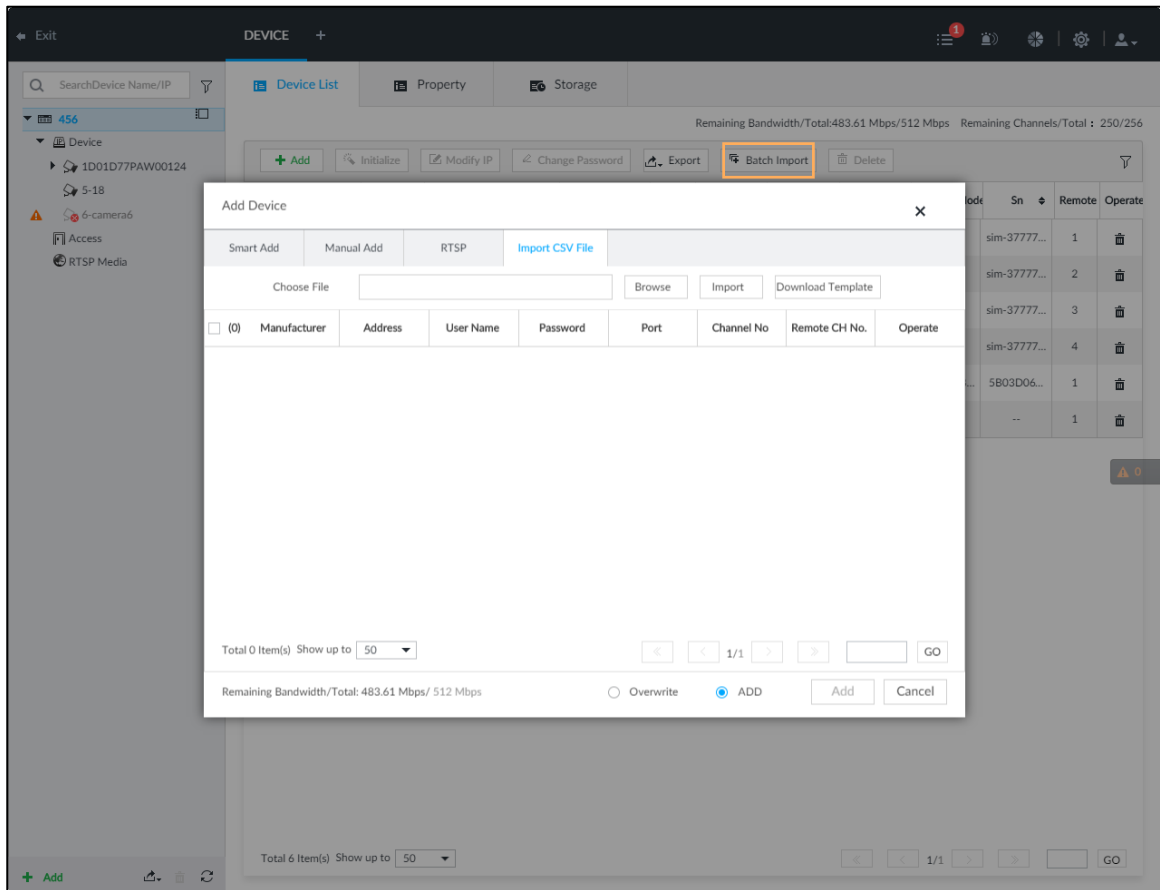 Exit
DEVICE +
1
SearchDevice Name/IP
Device List
Property
Storage
456
Remaining Bandwidth/Total:483.61 Mbps/512 Mbps Remaining Channels/Total : 250/256
Device
+ Add
Initialize
Modify IP
Change Password
Export
Batch Import
Delete
1D01D77PAW00124
5-18
6-camera6
Access
RTSP Media
Sn
Remote
Operate
sim-37777... 1
sim-37777... 2
sim-37777... 3
sim-37777... 4
5B03D06... 1
-- 1
Add Device
Smart Add
Manual Add
RTSP
Import CSV File
Choose File
Browse
Import
Download Template
(0) Manufacturer Address User Name Password Port Channel No Remote CH No. Operate
0
Total 0 Item(s) Show up to 50
1/1
GO
Remaining Bandwidth/Total: 483.61 Mbps/ 512 Mbps
Overwrite
ADD
Add
Cancel
Total 6 Item(s) Show up to 50
1/1
GO
+ Add